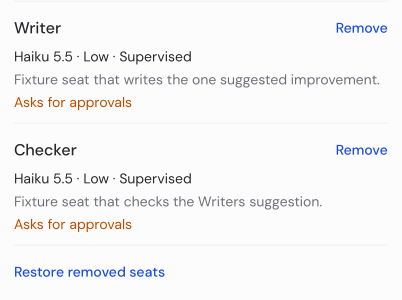 Writer
Remove
Haiku 5.5 · Low · Supervised
Fixture seat that writes the one suggested improvement.
Asks for approvals
Checker
Remove
Haiku 5.5 · Low · Supervised
Fixture seat that checks the Writers suggestion.
Asks for approvals
Restore removed seats